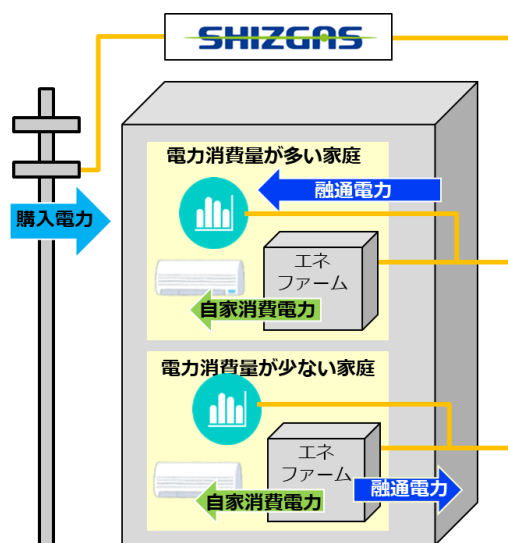 SHIZGAS
電力消費量が多い家庭
融通電力
購入電力
エネ
ファーム
自家消費電力
電力消費量が少ない家庭
エネ
ファーム
自家消費電力
融通電力